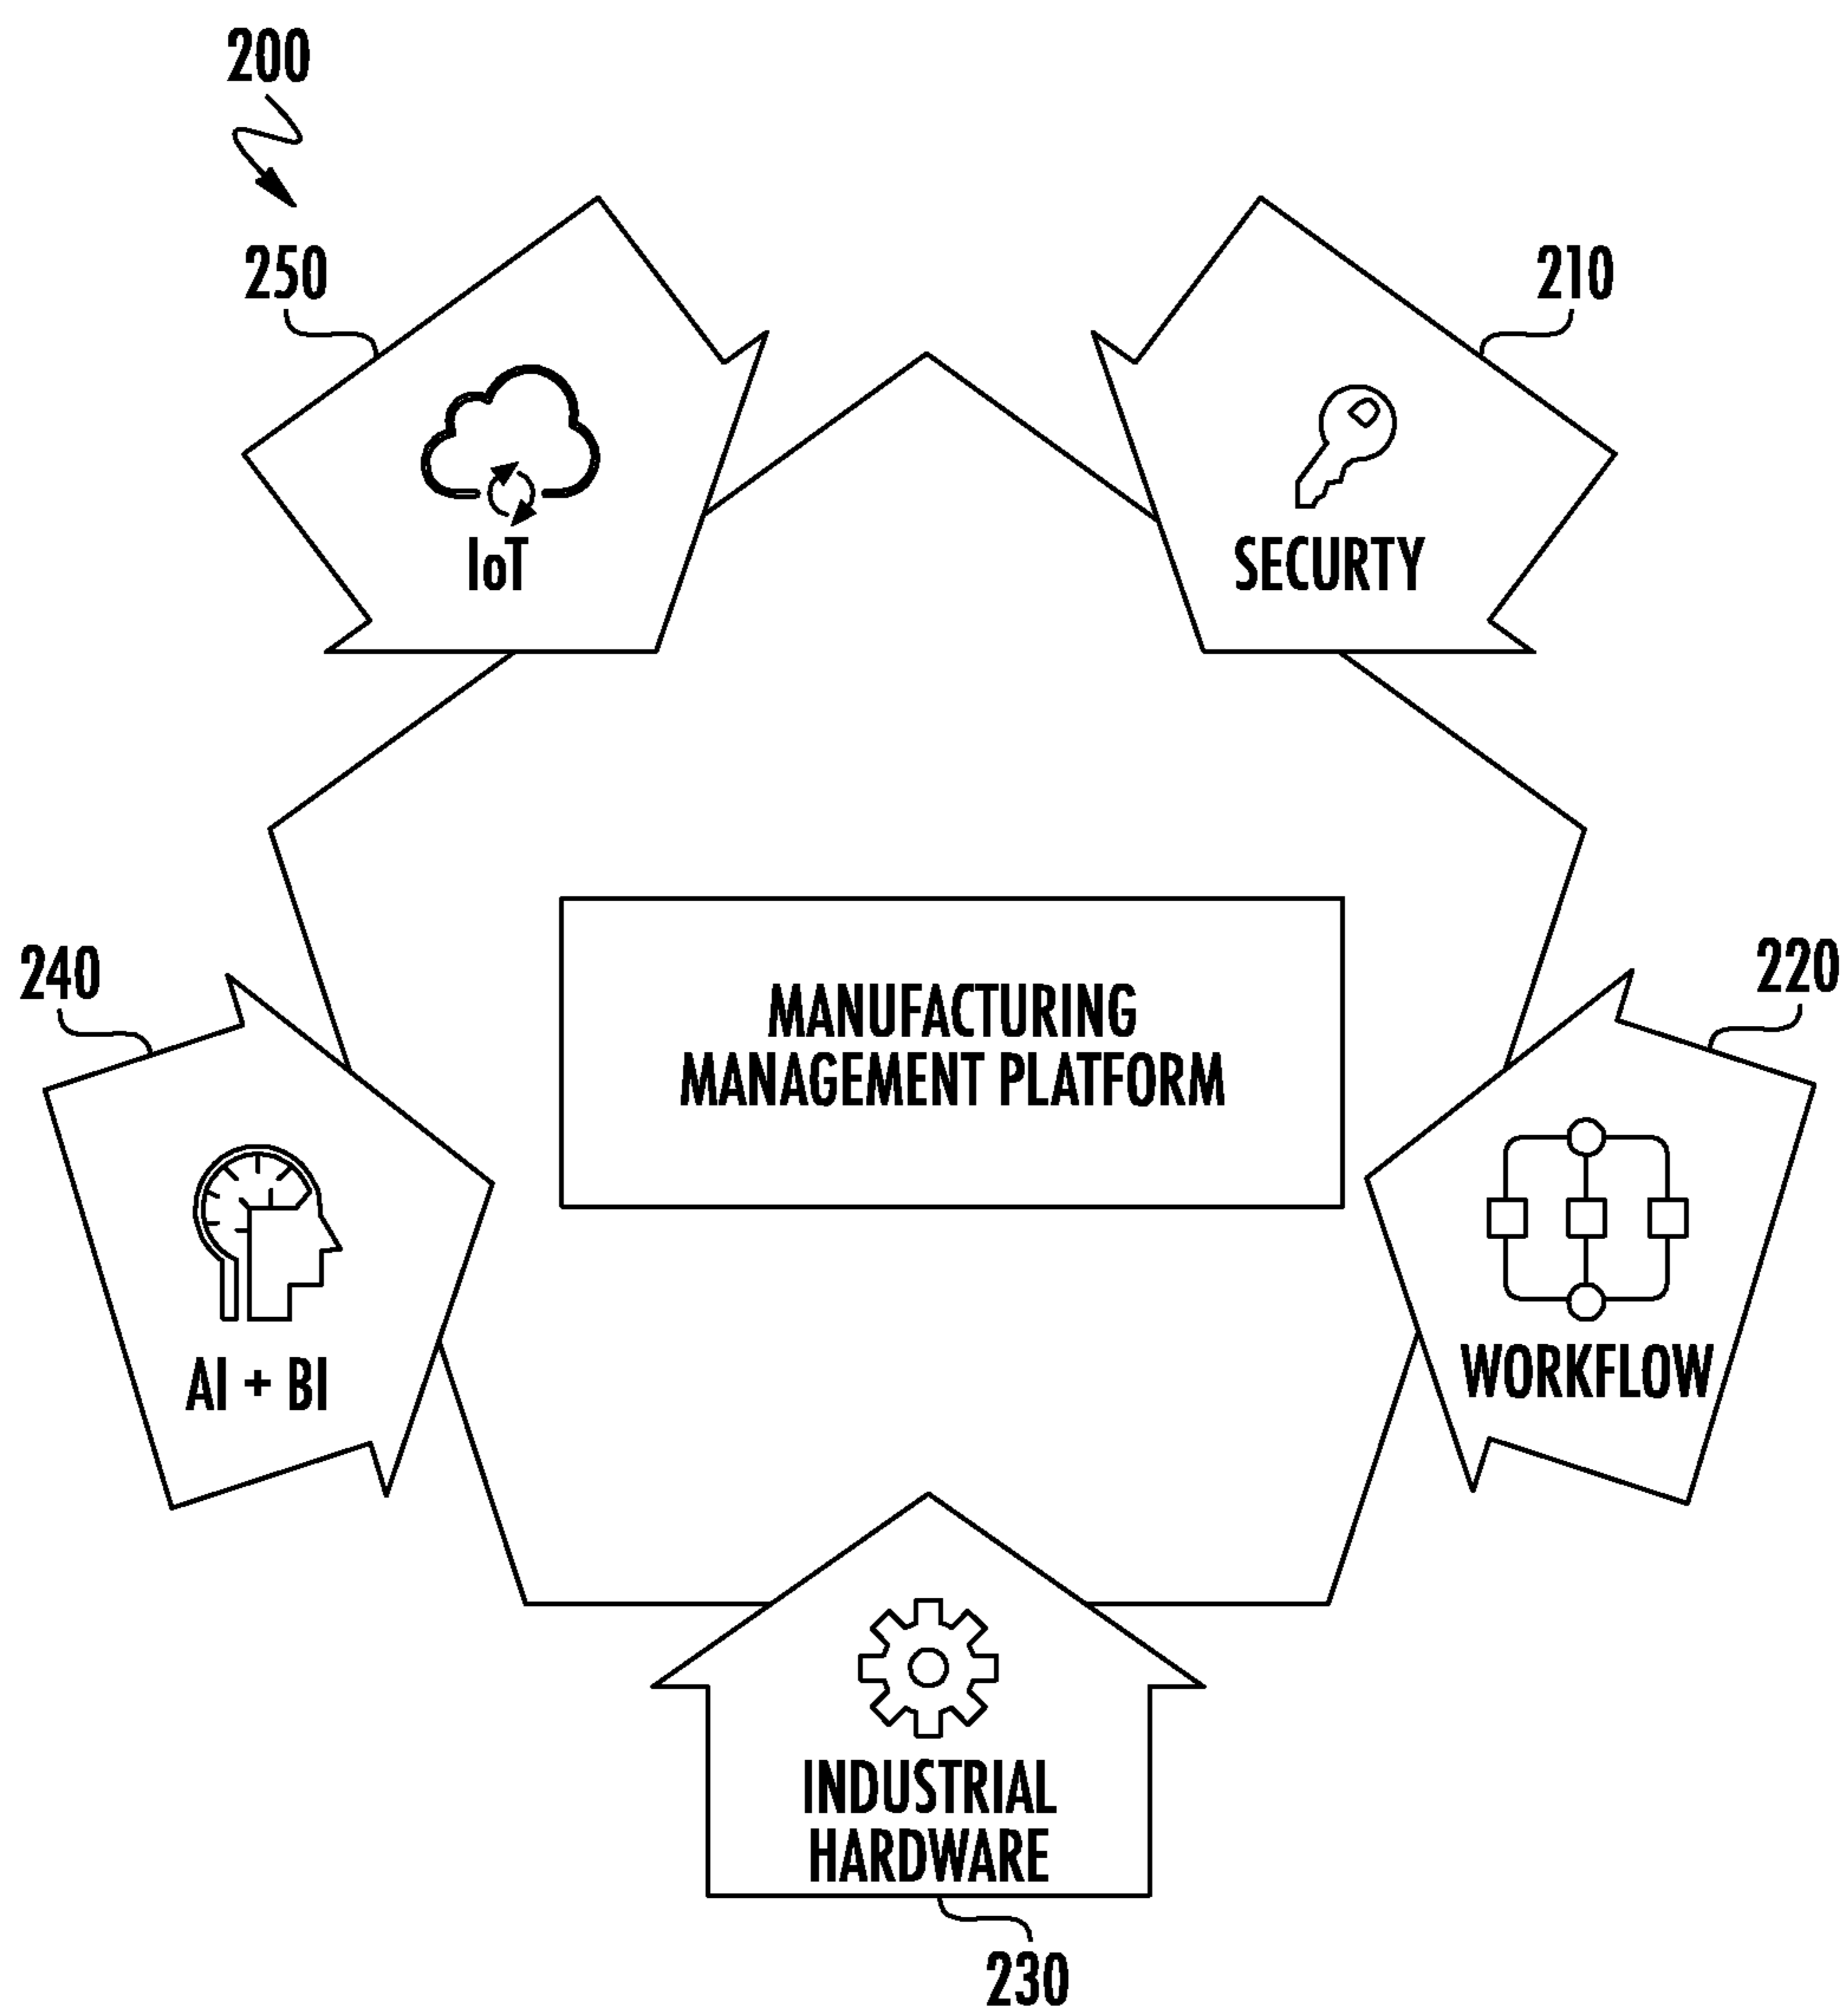 200
250
210
IoT
SECURTY
240
220
MANUFACTURING
MANAGEMENT PLATFORM
AI + BI
WORKFLOW
INDUSTRIAL
HARDWARE
230